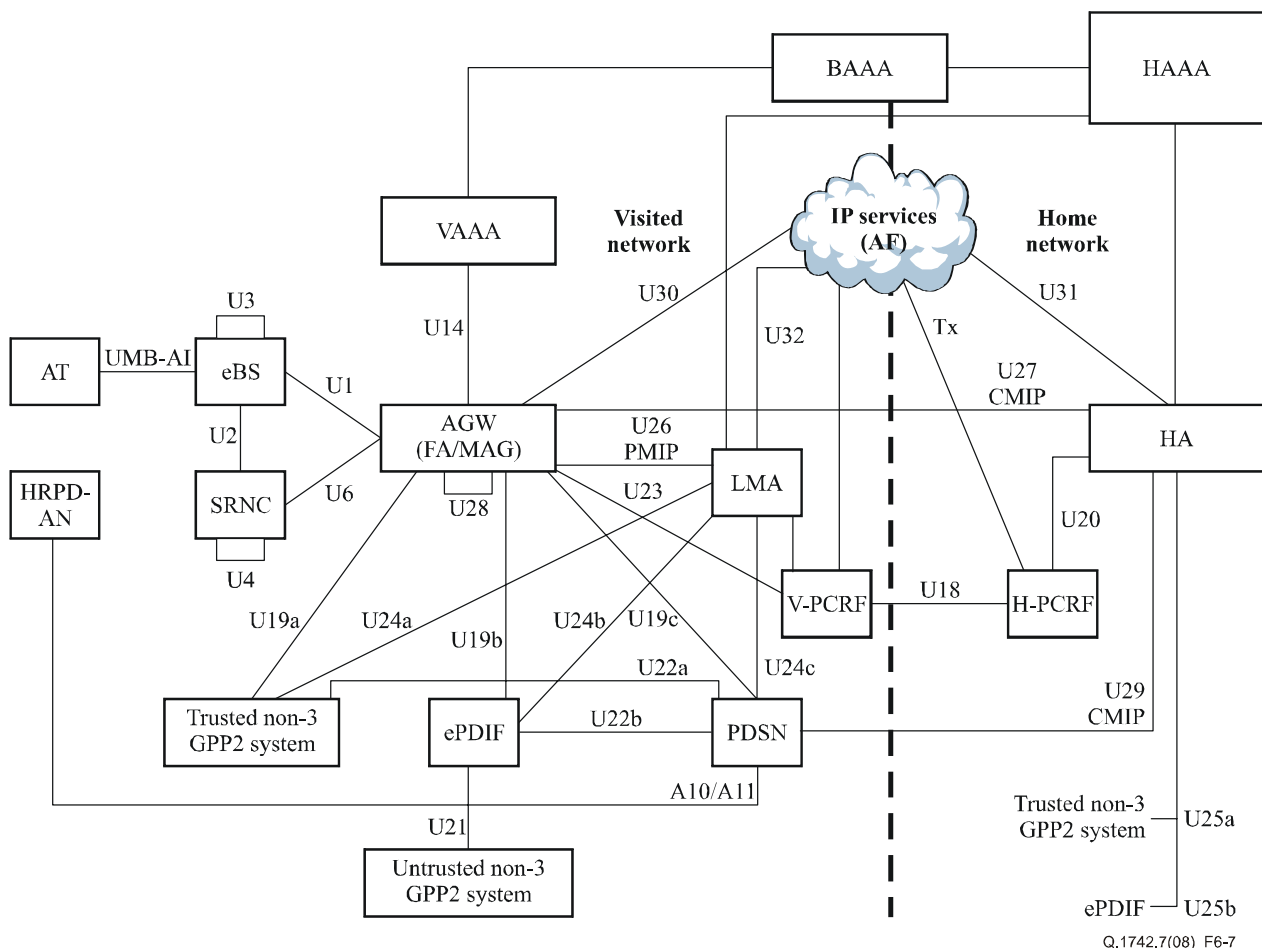 BAAA
HAAA
VAAA
Visited
network
IP services
(AF)
Home
network
U30
U31
U3
U14
U32
Tx
AT
UMB-AI
eBS
U1
U27
CMIP
U2
AGW
(FA/MAG)
U26
PMIP
HA
HRPD-
AN
SRNC
U6
U28
U23
LMA
U20
U4
V-PCRF
U18
H-PCRF
U19a
U24a
U19b
U24b
U19c
U22a
U24c
U29
CMIP
Trusted non-3
GPP2 system
ePDIF
U22b
PDSN
A10/A11
U21
Trusted non-3
GPP2 system
U25a
Untrusted non-3
GPP2 system
ePDIF
U25b
Q.1742.7(08)_F6-7